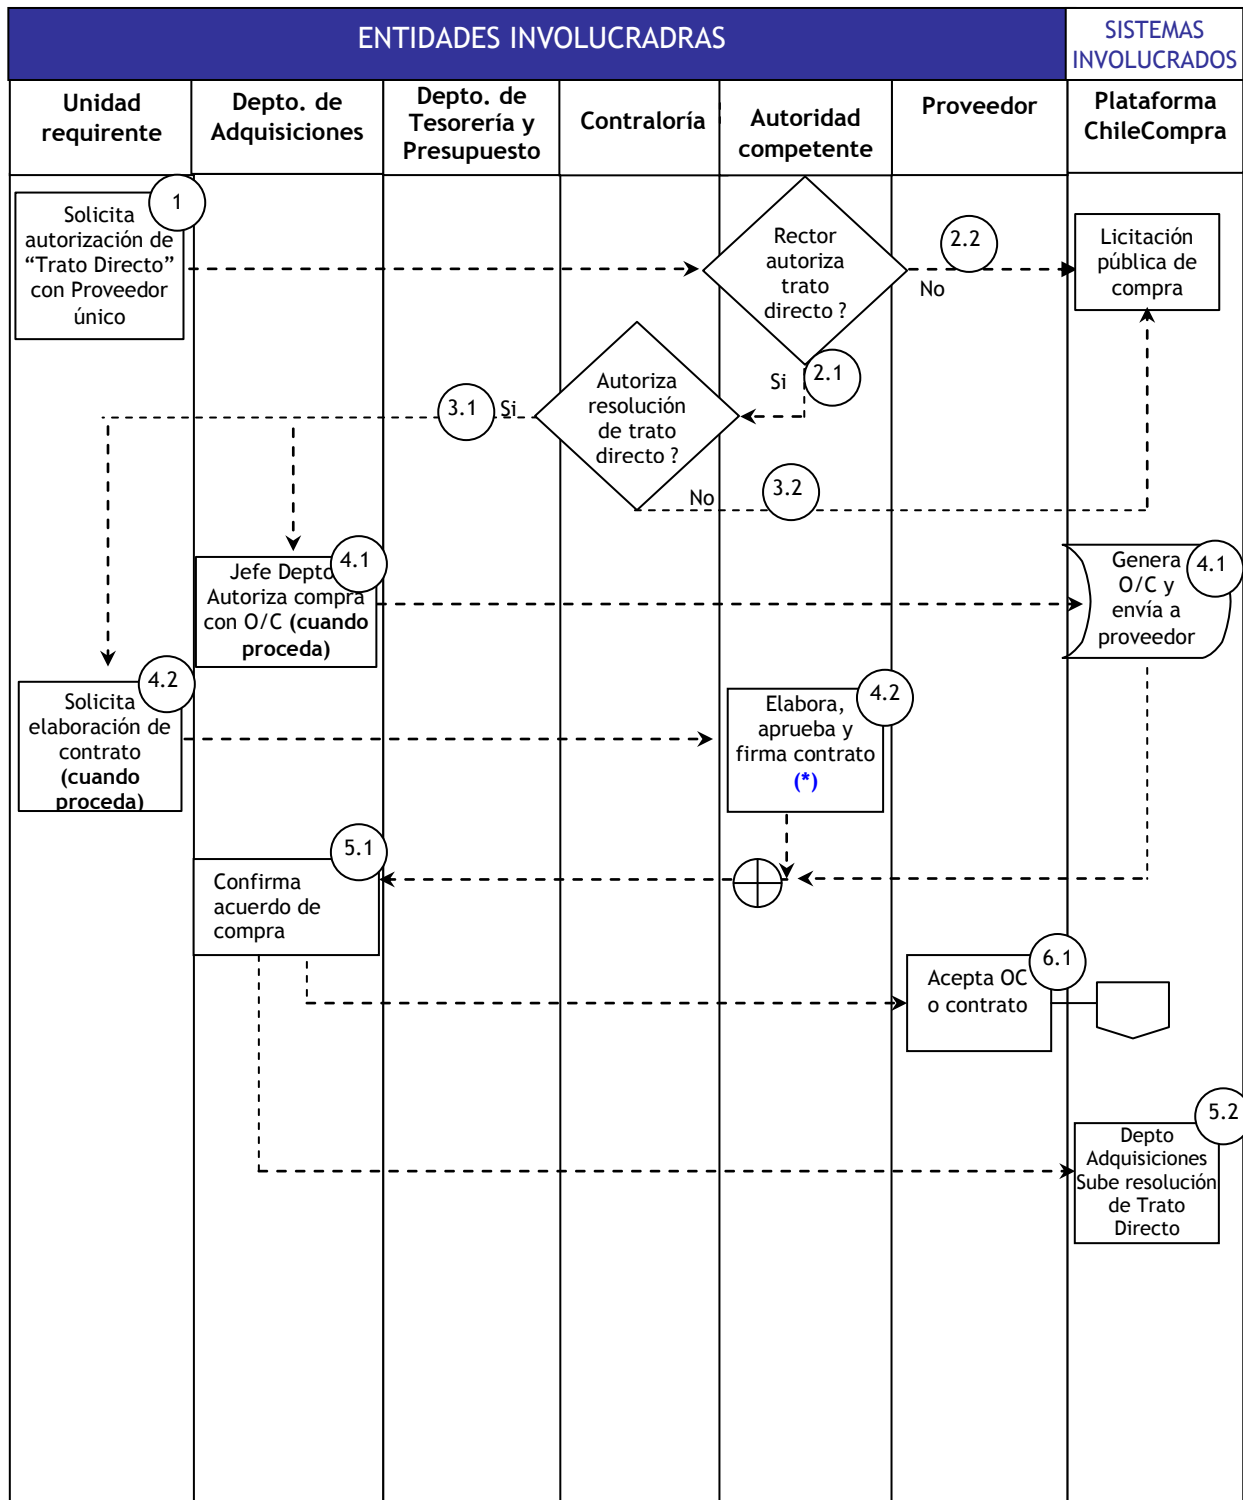 ENTIDADES INVOLUCRADRAS
SISTEMAS
INVOLUCRADOS
Unidad
requirente
Depto. de
Adquisiciones
Depto. de
Tesorería y
Presupuesto
Contraloría
Autoridad
competente
Proveedor
Plataforma
ChileCompra
1
Solicita
autorización de
“Trato Directo”
con Proveedor
único
Rector
autoriza
trato
directo ?
2.2
No
Licitación
pública de
compra
Si
2.1
3.1
Si
Autoriza
resolución
de trato
directo ?
No
3.2
4.1
Jefe Depto
Autoriza compra
con O/C (cuando
proceda)
4.1
Genera
O/C y
envía a
proveedor
4.2
Solicita
elaboración de
contrato
(cuando
proceda)
4.2
Elabora,
aprueba y
firma contrato
(*)
5.1
Confirma
acuerdo de
compra
6.1
Acepta OC
o contrato
5.2
Depto
Adquisiciones
Sube resolución
de Trato
Directo